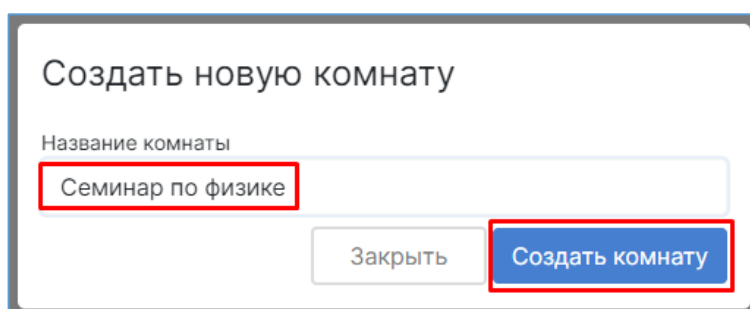 Создать новую комнату
Название комнаты
Семинар по физике
Закрыть Создать комнату